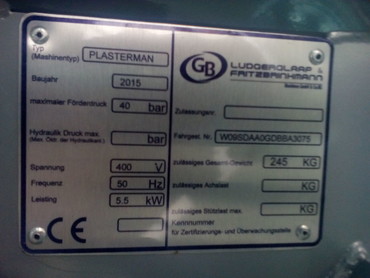 Typ
(Maschinentyp) PLASTERMAN
Baujahr 2015
maximaler Förderdruck 40 bar
Hydraulik Druck max. bar
Spannung 400 V
Frequenz 50 Hz
Leistung 5.5 kW
CE
GB
LUDGERGLAAP &
FRITZBRINKMANN
Zulassungsnr.
Fahrgest. Nr.
zulässiges Gesamt-Gewicht 245 KG
zulässiges Achslast KG
zulässiges Stützlast max. KG
Kennnummer
für Zertifizierungs- und Überwachungsstelle